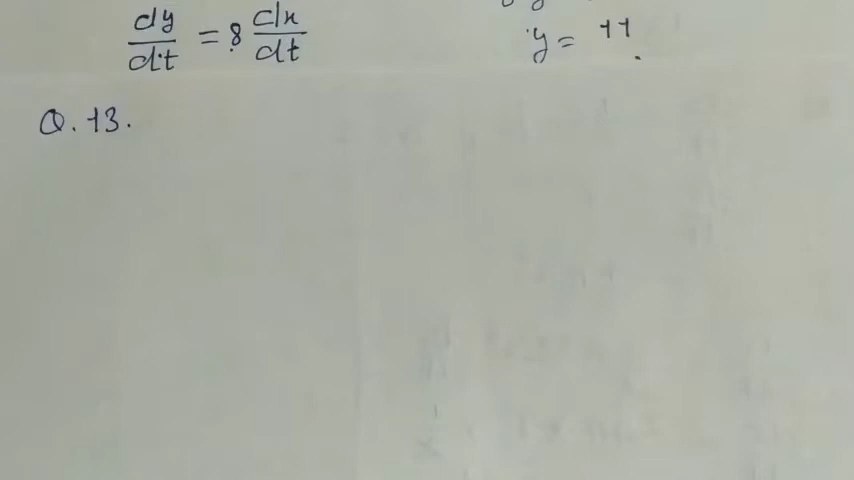 dy/dt = 8 dx/dt
y = 11.
Q. 13.